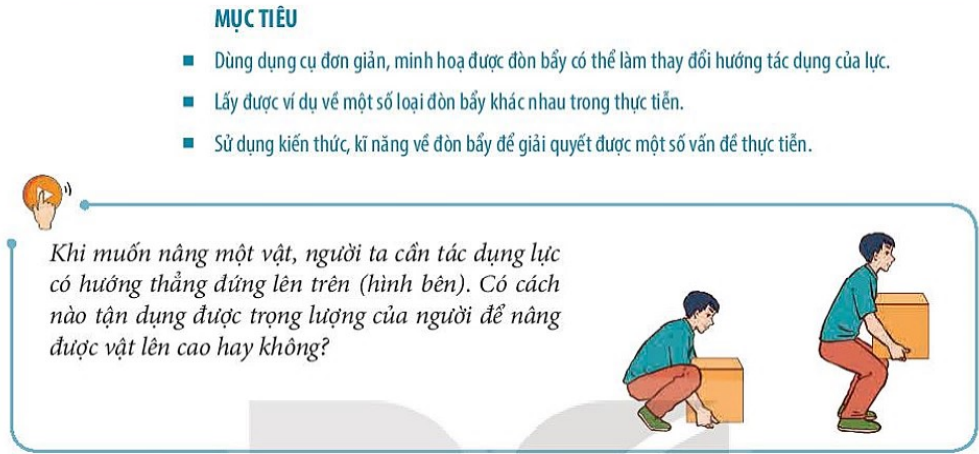 MỤC TIÊU
Dùng dụng cụ đơn giản, minh hoạ được đòn bẩy có thể làm thay đổi hướng tác dụng của lực.
Lấy được ví dụ về một số loại đòn bẩy khác nhau trong thực tiễn.
Sử dụng kiến thức, kĩ năng về đòn bẩy để giải quyết được một số vấn đề thực tiễn.
Khi muốn nâng một vật, người ta cần tác dụng lực
có hướng thẳng đứng lên trên (hình bên). Có cách
nào tận dụng được trọng lượng của người để nâng
được vật lên cao hay không?